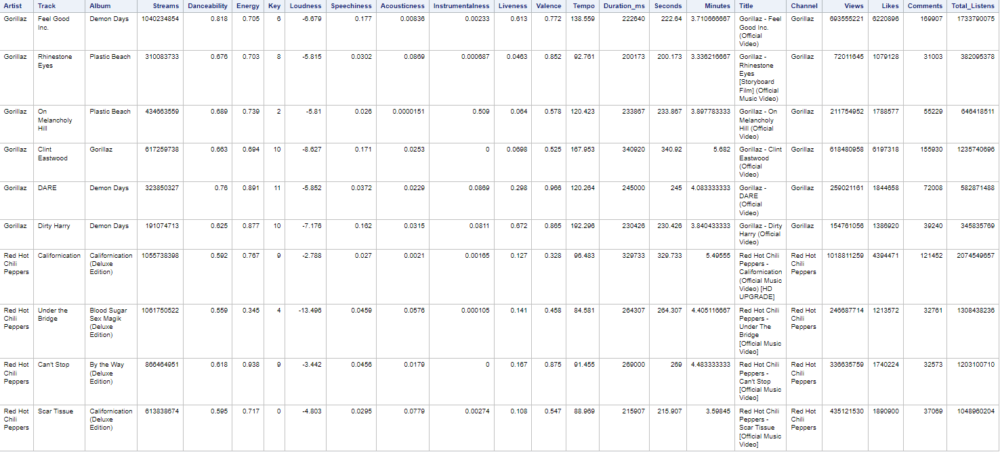 Artist Track Album Streams Danceability Energy Key Loudness Speechiness Acousticness Instrumentalness Liveness Valence Tempo Duration_ms Seconds Minutes Title Channel Views Likes Comments Total_Listens
Gorillaz Feel Good Demon Days 1040234854 0.818 0.705 6 -6.679 0.177 0.00836 0.00233 0.613 0.772 138.559 222640 222.64 3.710666667 Gorillaz - Feel Gorillaz 693555221 6220896 169907 1733790075
Inc. Good Inc.
(Official
Video)
Gorillaz Rhinestone Plastic Beach 310083733 0.676 0.703 8 -5.815 0.0302 0.0869 0.000687 0.0463 0.852 92.761 200173 200.173 3.336216667 Gorillaz - Gorillaz 72011645 1079128 31003 382095378
Eyes Rhinestone
Eyes
[Storyboard
Film] (Official
Music Video)
Gorillaz On Plastic Beach 434663559 0.689 0.739 2 -5.81 0.026 0.0000151 0.509 0.064 0.578 120.423 233867 233.867 3.897783333 Gorillaz - On Gorillaz 211754952 1788577 55229 646418511
Melancholy Melancholy
Hill Hill (Official
Video)
Gorillaz Clint Gorillaz 617259738 0.663 0.694 10 -8.627 0.171 0.0253 0 0.0698 0.525 167.953 340920 340.92 5.682 Gorillaz - Clint Gorillaz 618480958 6197318 155930 1235740696
Eastwood Eastwood
(Official
Video)
Gorillaz DARE Demon Days 323850327 0.76 0.891 11 -5.852 0.0372 0.0229 0.0869 0.298 0.966 120.264 245000 245 4.083333333 Gorillaz - Gorillaz 259021161 1844658 72008 582871488
DARE
(Official
Video)
Gorillaz Dirty Harry Demon Days 191074713 0.625 0.877 10 -7.176 0.162 0.0315 0.0811 0.672 0.865 192.296 230426 230.426 3.840433333 Gorillaz - Dirty Gorillaz 154761056 1386920 39240 345835769
Harry (Official
Video)
Red Hot Californication Californication 1055738398 0.592 0.767 9 -2.788 0.027 0.0021 0.00165 0.127 0.328 96.483 329733 329.733 5.49555 Red Hot Chili Red Hot 1018811259 4394471 121452 2074549657
Chili (Deluxe Peppers - Chili
Peppers Edition) Californication Peppers
(Official Music
Video) [HD
UPGRADE]
Red Hot Under the Blood Sugar 1061750522 0.559 0.345 4 -13.496 0.0459 0.0576 0.000105 0.141 0.458 84.581 264307 264.307 4.405116667 Red Hot Chili Red Hot 246687714 1213572 32761 1308438236
Chili Bridge Sex Magik Peppers - Chili
Peppers (Deluxe Under The Peppers
Edition) Bridge
[Official Music
Video]
Red Hot Can't Stop By the Way 866464951 0.618 0.938 9 -3.442 0.0456 0.0179 0 0.167 0.875 91.455 269000 269 4.483333333 Red Hot Chili Red Hot 336635759 1740224 32573 1203100710
Chili (Deluxe Peppers - Chili
Peppers Edition) Can't Stop Peppers
[Official Music
Video]
Red Hot Scar Tissue Californication 613838674 0.595 0.717 0 -4.803 0.0295 0.0779 0.00274 0.108 0.547 88.969 215907 215.907 3.59845 Red Hot Chili Red Hot 435121530 1890900 37069 1048960204
Chili (Deluxe Peppers - Chili
Peppers Edition) Scar Tissue Peppers
[Official Music
Video]